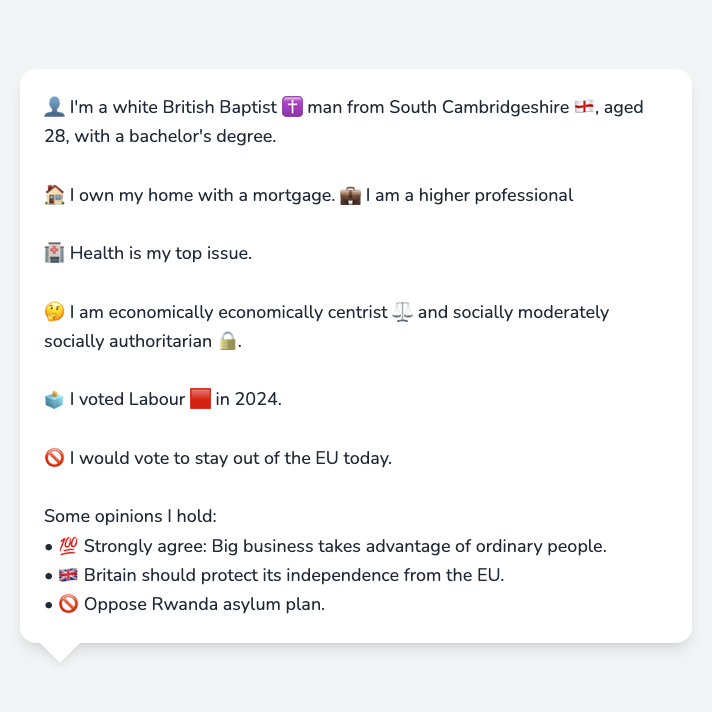 👤 I'm a white British Baptist ✝️ man from South Cambridgeshire 🏴󠁧󠁢󠁥󠁮󠁧󠁿, aged
28, with a bachelor's degree.
🏠 I own my home with a mortgage. 💼 I am a higher professional
🏥 Health is my top issue.
🤔 I am economically economically centrist ⚖️ and socially moderately
socially authoritarian 🔒.
🗳️ I voted Labour 🟥 in 2024.
🚫 I would vote to stay out of the EU today.
Some opinions I hold:
• 💯 Strongly agree: Big business takes advantage of ordinary people.
• 🇬🇧 Britain should protect its independence from the EU.
• 🚫 Oppose Rwanda asylum plan.